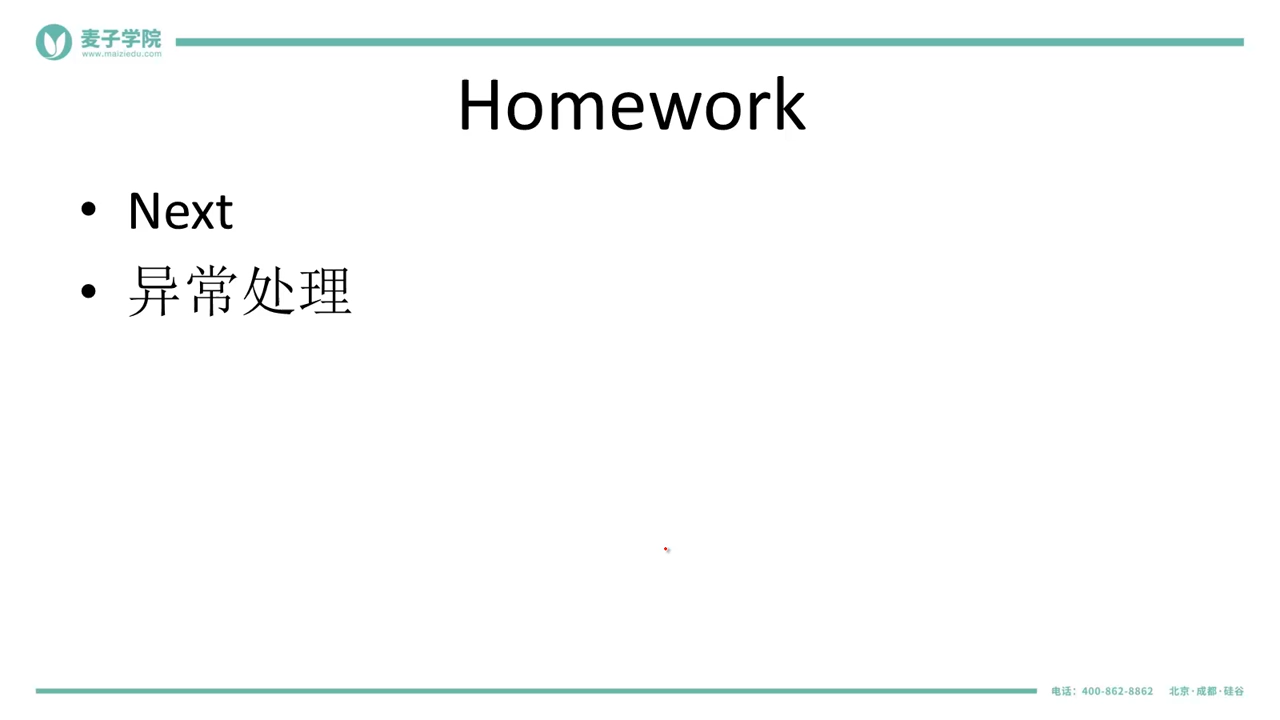 麦子学院
www.maiziedu.com
Homework
• Next
• 异常处理
电话：400-862-8862 北京·成都·硅谷